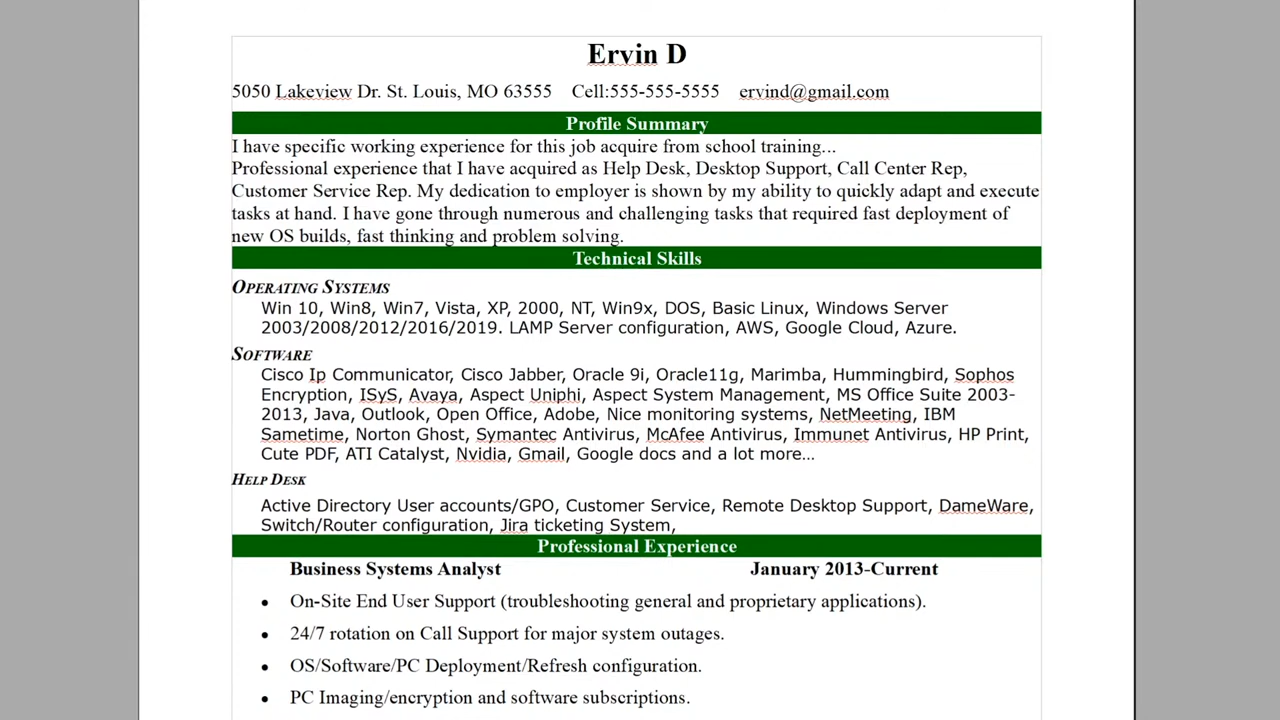 Ervin D
5050 Lakeview Dr. St. Louis, MO 63555 Cell:555-555-5555 ervind@gmail.com
Profile Summary
I have specific working experience for this job acquire from school training...
Professional experience that I have acquired as Help Desk, Desktop Support, Call Center Rep,
Customer Service Rep. My dedication to employer is shown by my ability to quickly adapt and execute
tasks at hand. I have gone through numerous and challenging tasks that required fast deployment of
new OS builds, fast thinking and problem solving.
Technical Skills
Operating Systems
Win 10, Win8, Win7, Vista, XP, 2000, NT, Win9x, DOS, Basic Linux, Windows Server
2003/2008/2012/2016/2019. LAMP Server configuration, AWS, Google Cloud, Azure.
Software
Cisco Ip Communicator, Cisco Jabber, Oracle 9i, Oracle11g, Marimba, Hummingbird, Sophos
Encryption, ISyS, Avaya, Aspect Uniphi, Aspect System Management, MS Office Suite 2003-
2013, Java, Outlook, Open Office, Adobe, Nice monitoring systems, NetMeeting, IBM
Sametime, Norton Ghost, Symantec Antivirus, McAfee Antivirus, Immunet Antivirus, HP Print,
Cute PDF, ATI Catalyst, Nvidia, Gmail, Google docs and a lot more...
Help Desk
Active Directory User accounts/GPO, Customer Service, Remote Desktop Support, DameWare,
Switch/Router configuration, Jira ticketing System,
Professional Experience
Business Systems Analyst January 2013-Current
• On-Site End User Support (troubleshooting general and proprietary applications).
• 24/7 rotation on Call Support for major system outages.
• OS/Software/PC Deployment/Refresh configuration.
• PC Imaging/encryption and software subscriptions.